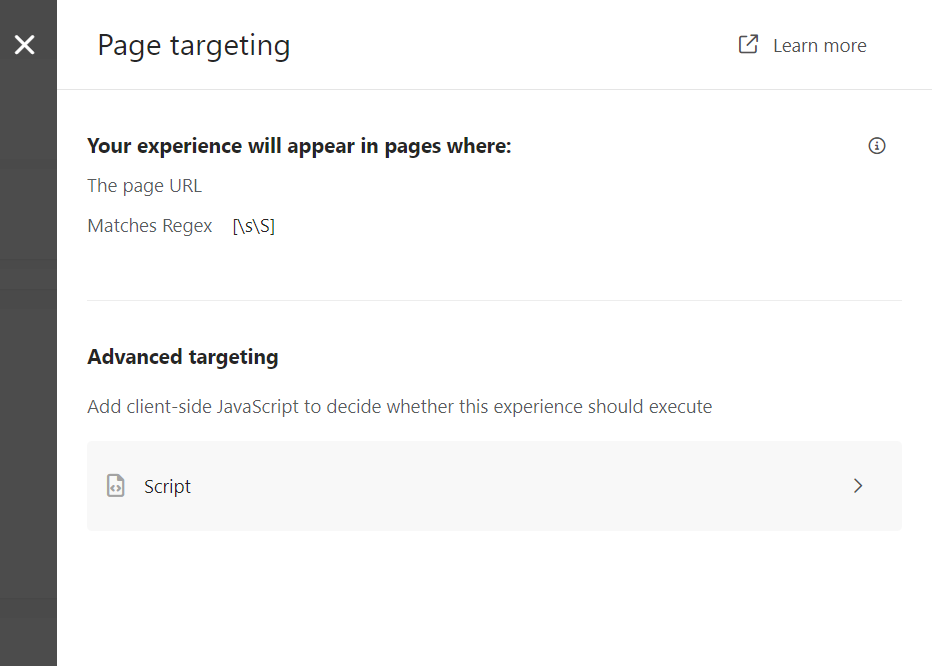 Page targeting
Learn more
Your experience will appear in pages where:
The page URL
Matches Regex [\s\S]
Advanced targeting
Add client-side JavaScript to decide whether this experience should execute
Script